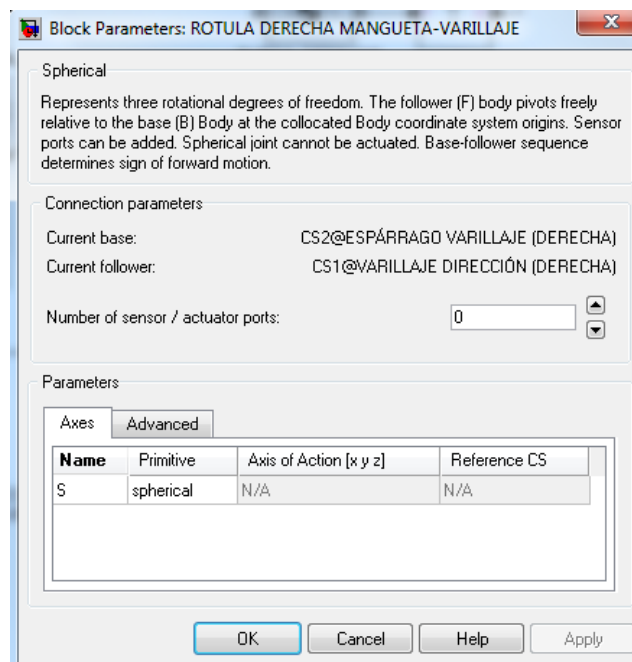 Block Parameters: ROTULA DERECHA MANGUETA-VARILLAJE
Spherical
Represents three rotational degrees of freedom. The follower (F) body pivots freely
relative to the base (B) Body at the collocated Body coordinate system origins. Sensor
ports can be added. Spherical joint cannot be actuated. Base-follower sequence
determines sign of forward motion.
Connection parameters
Current base: CS2@ESPÁRRAGO VARILLAJE (DERECHA)
Current follower: CS1@VARILLAJE DIRECCIÓN (DERECHA)
Number of sensor / actuator ports: 0
Parameters
Axes Advanced
Name Primitive Axis of Action [x y z] Reference CS
S spherical N/A N/A
OK Cancel Help Apply